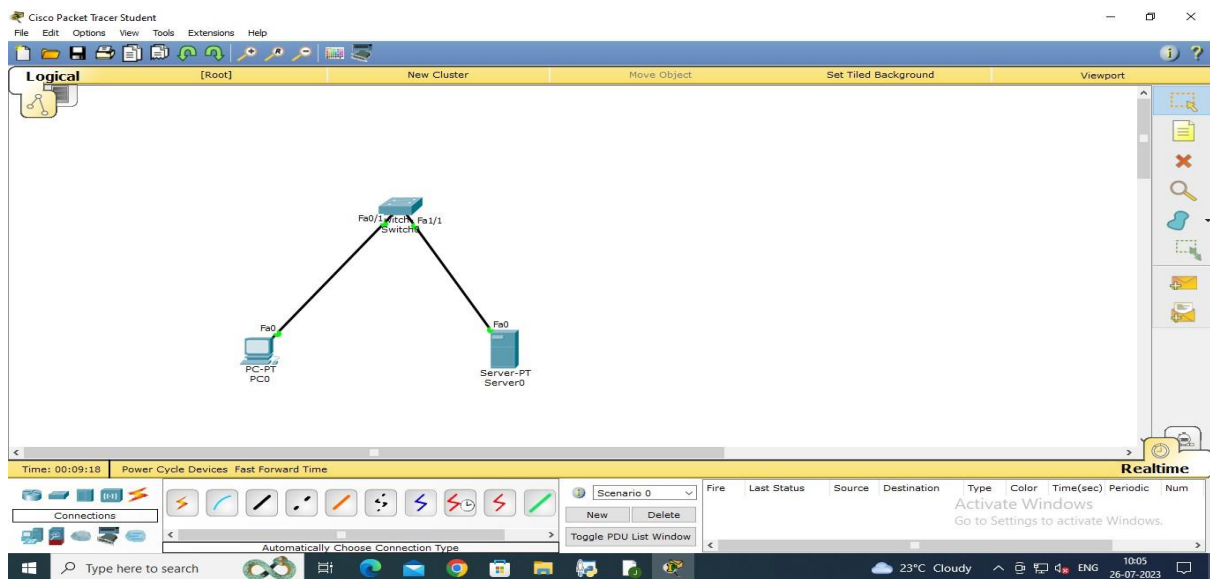 Cisco Packet Tracer Student
File Edit Options View Tools Extensions Help
Logical [Root] New Cluster Move Object Set Tiled Background Viewport
Fa0/1 Fa1/1
Switch0
Fa0 Fa0
PC-PT
PC0
Server-PT
Server0
Time: 00:09:18 Power Cycle Devices Fast Forward Time Realtime
Connections
Automatically Choose Connection Type
Scenario 0
New Delete
Toggle PDU List Window
Fire Last Status Source Destination Type Color Time(sec) Periodic Num
Activate Windows
Go to Settings to activate Windows.
Type here to search
23°C Cloudy ENG 10:05
26-07-2023